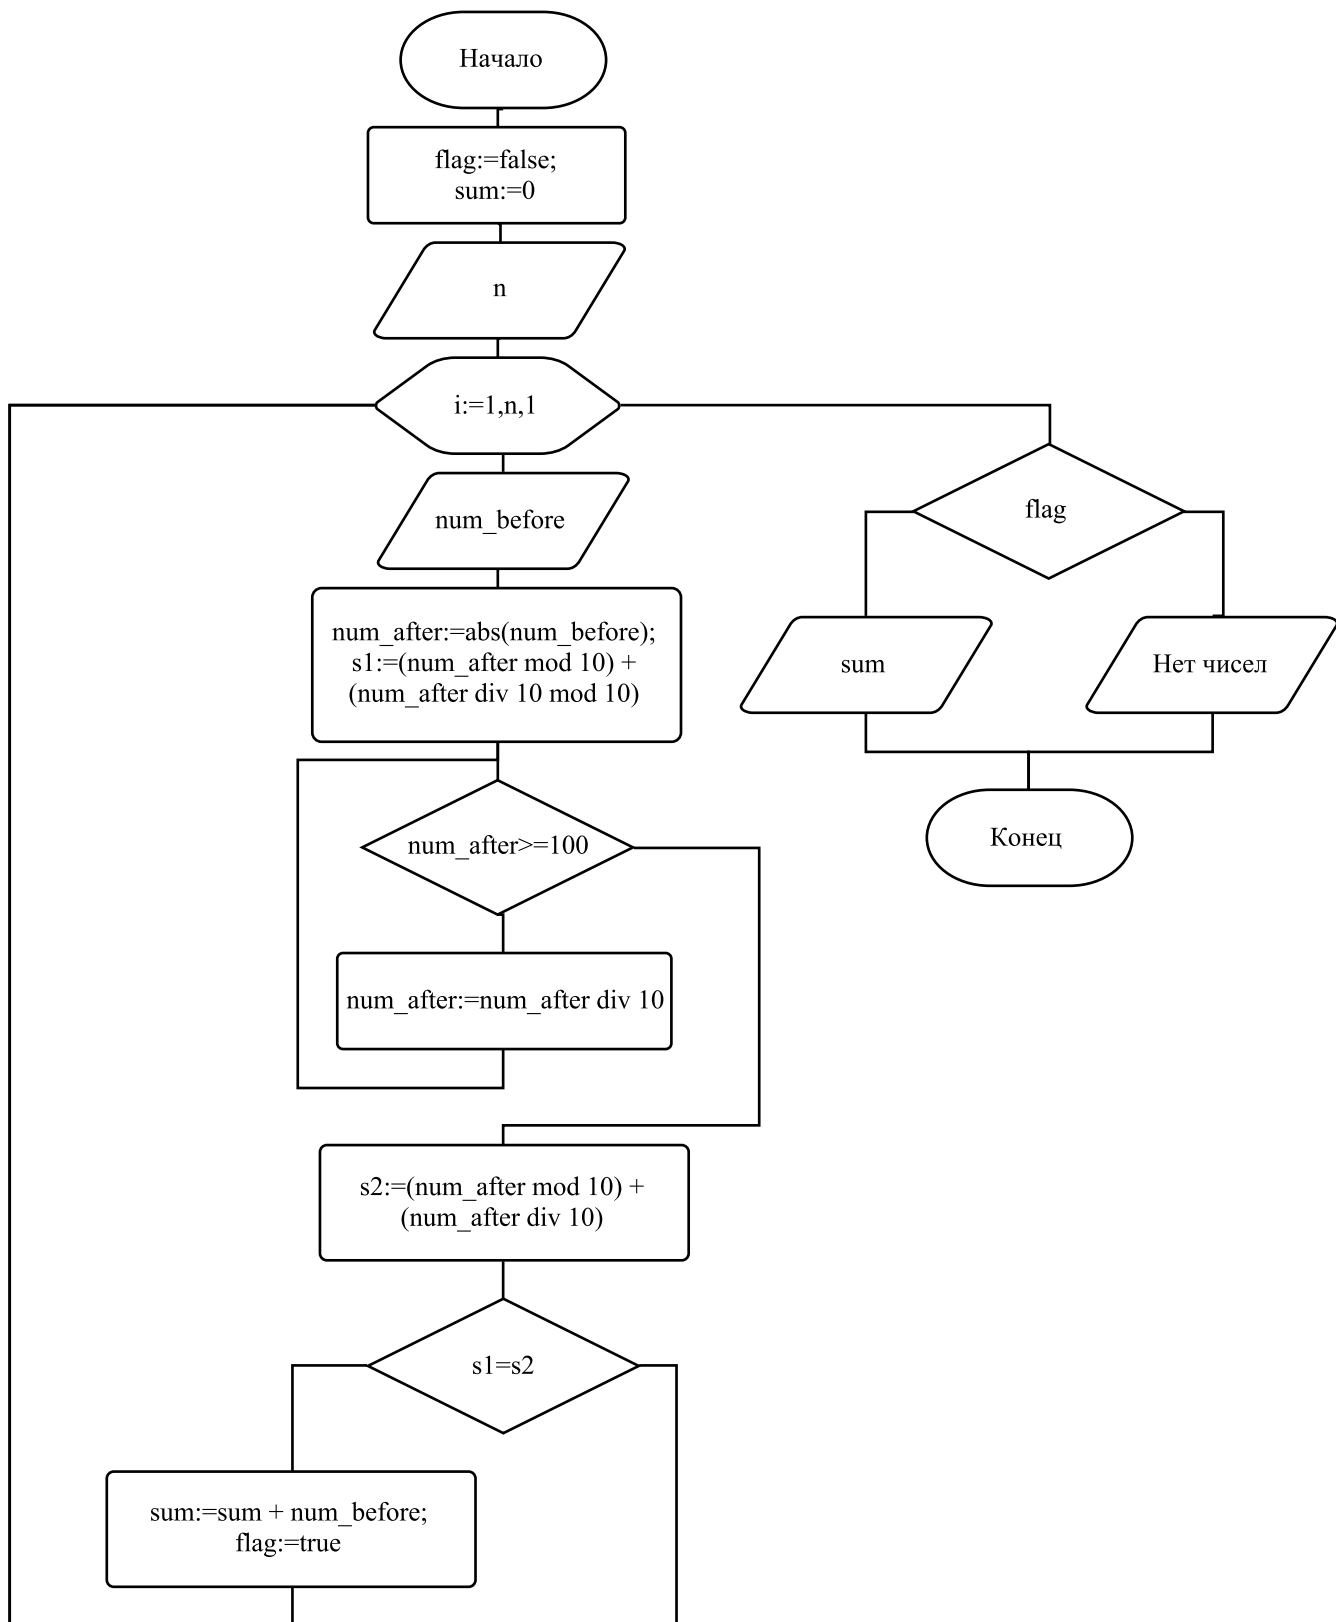 Начало
flag:=false;
sum:=0
n
i:=1,n,1
num_before
num_after:=abs(num_before);
s1:=(num_after mod 10) +
(num_after div 10 mod 10)
num_after>=100
num_after:=num_after div 10
s2:=(num_after mod 10) +
(num_after div 10)
s1=s2
sum:=sum + num_before;
flag:=true
flag
sum
Нет чисел
Конец